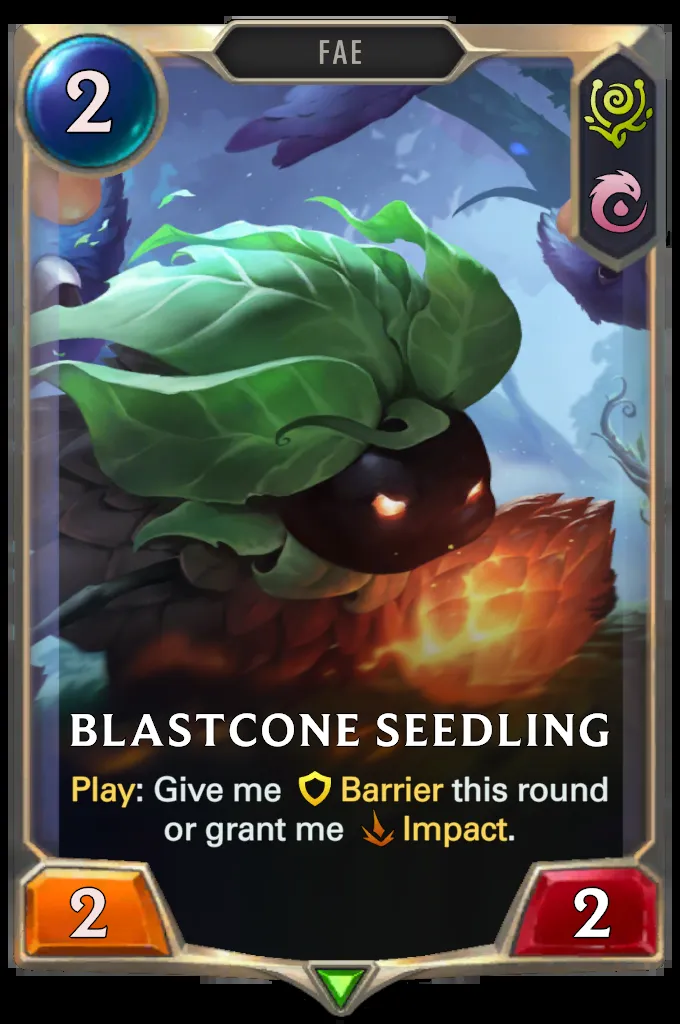 FAE
2
BLASTCONE SEEDLING
Play: Give me Barrier this round
or grant me Impact.
2
2